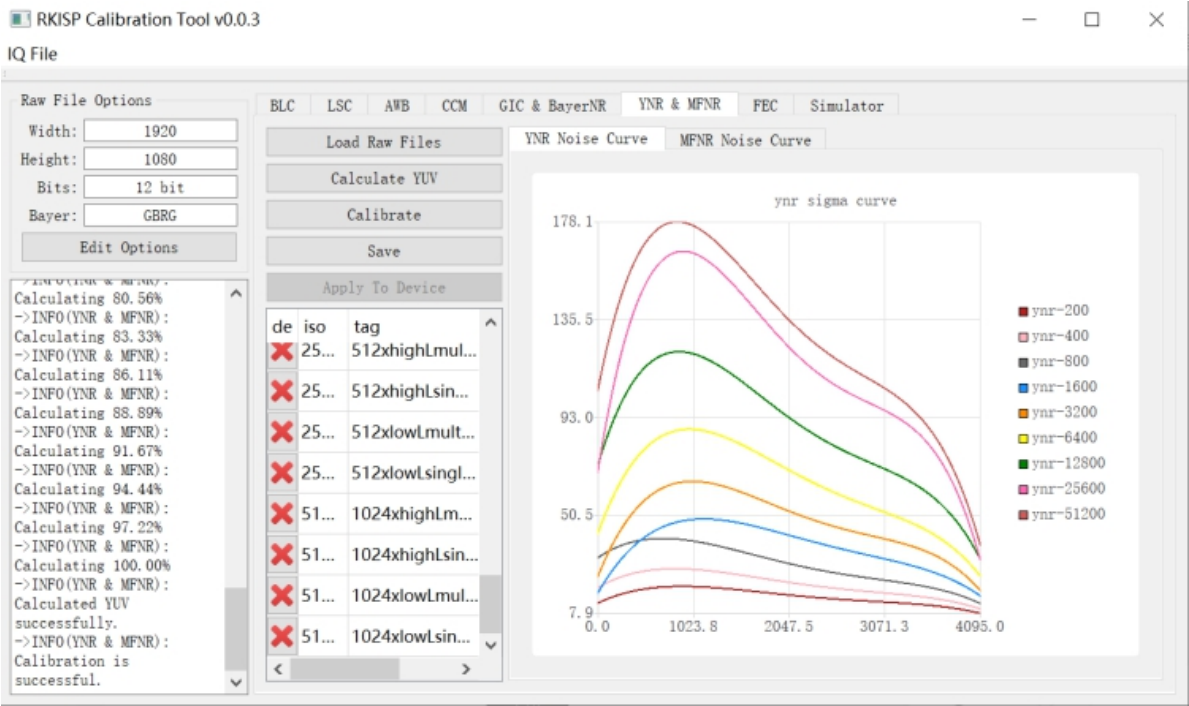 RKISP Calibration Tool v0.0.3
IQ File
Raw File Options
Width: 1920
Height: 1080
Bits: 12 bit
Bayer: GBRG
Edit Options
->INFO(YNR & MFNR):
Calculating 80.56%
->INFO(YNR & MFNR):
Calculating 83.33%
->INFO(YNR & MFNR):
Calculating 86.11%
->INFO(YNR & MFNR):
Calculating 88.89%
->INFO(YNR & MFNR):
Calculating 91.67%
->INFO(YNR & MFNR):
Calculating 94.44%
->INFO(YNR & MFNR):
Calculating 97.22%
->INFO(YNR & MFNR):
Calculating 100.00%
->INFO(YNR & MFNR):
Calculated YUV
successfully.
->INFO(YNR & MFNR):
Calibration is
successful.
BLC LSC AWB CCM GIC & BayerNR YNR & MFNR FEC Simulator
Load Raw Files
Calculate YUV
Calibrate
Save
Apply To Device
de iso tag
25... 512xhighLmul...
25... 512xhighLsin...
25... 512xlowLmult...
25... 512xlowLsingl...
51... 1024xhighLm...
51... 1024xhighLsin...
51... 1024xlowLmul...
51... 1024xlowLsin...
YNR Noise Curve MFNR Noise Curve
ynr sigma curve
178.1
135.5
93.0
50.5
7.9
0.0 1023.8 2047.5 3071.3 4095.0
ynr-200
ynr-400
ynr-800
ynr-1600
ynr-3200
ynr-6400
ynr-12800
ynr-25600
ynr-51200